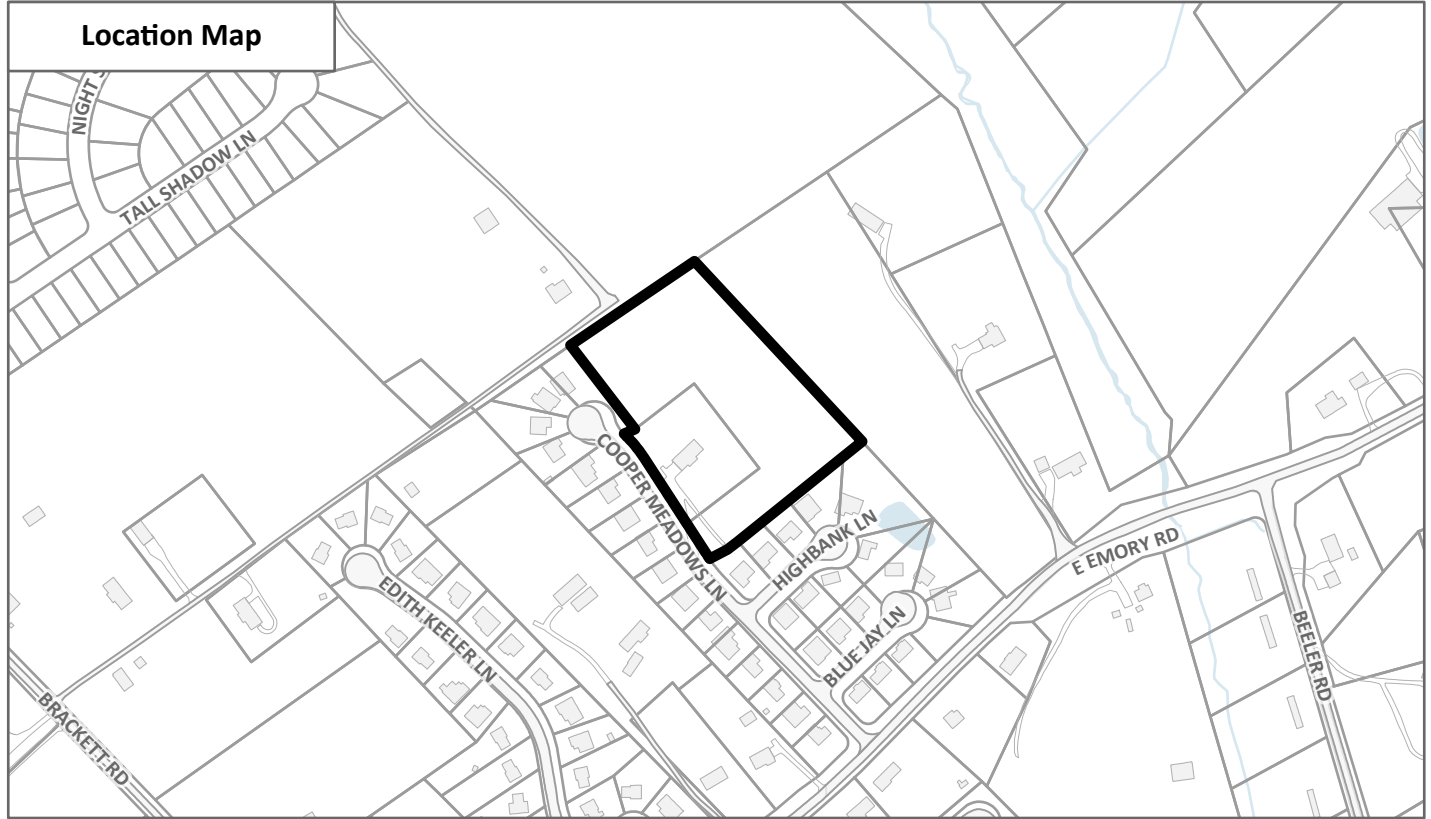 Location Map
NIGHT S
TALL SHADOW LN
COOPER MEADOWS LN
HIGHBANK LN
E EMORY RD
BLUE JAY LN
EDITH KEELER LN
BEELER RD
BRACKETT RD